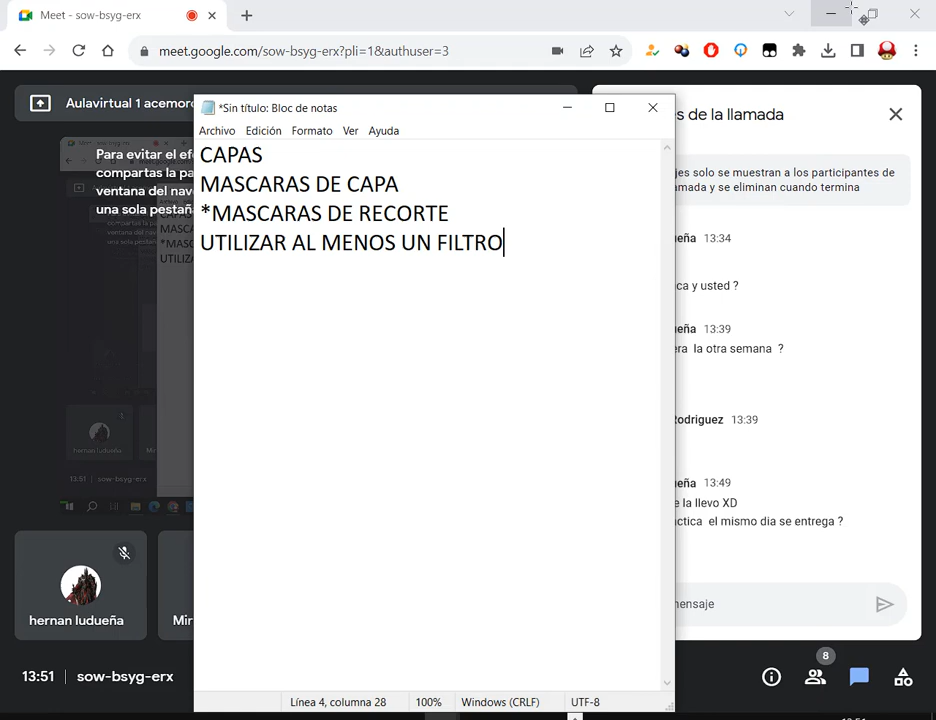 Meet - sow-bsyg-erx
meet.google.com/sow-bsyg-erx?pli=1&authuser=3
Aulavirtual 1 acemor
s de la llamada
Para evitar el ef
compartas la pa
ventana del nav
una sola pestañ
*Sin título: Bloc de notas
Archivo Edición Formato Ver Ayuda
CAPAS
MASCARAS DE CAPA
*MASCARAS DE RECORTE
UTILIZAR AL MENOS UN FILTRO
jes solo se muestran a los participantes de
amada y se eliminan cuando termina
ueña 13:34
ca y usted ?
ueña 13:39
era la otra semana ?
Rodriguez 13:39
ueña 13:49
e la llevo XD
actica el mismo dia se entrega ?
mensaje
hernan ludueña
Mir
13:51 | sow-bsyg-erx
8
Línea 4, columna 28 100% Windows (CRLF) UTF-8